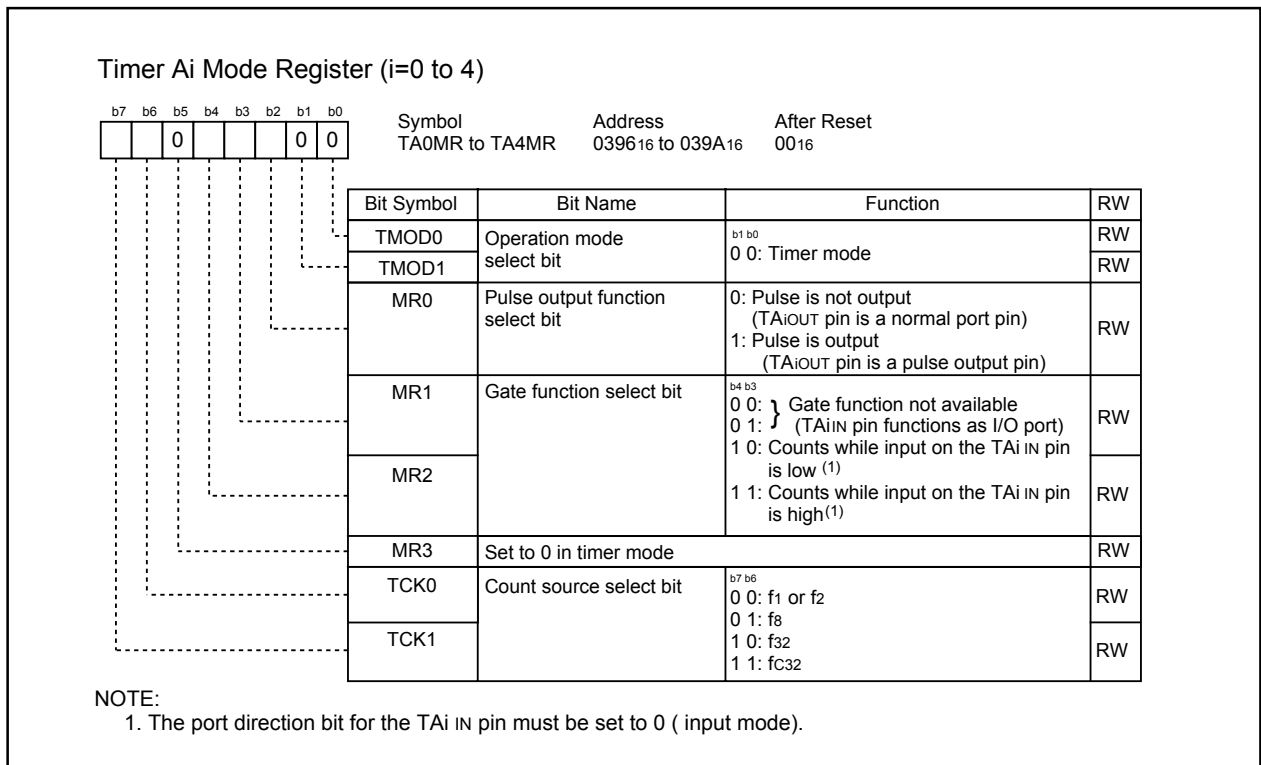 Timer Ai Mode Register (i=0 to 4)
b7 b6 b5 b4 b3 b2 b1 b0
0 0 0
Symbol Address After Reset
TA0MR to TA4MR 039616 to 039A16 0016
Bit Symbol Bit Name Function RW
TMOD0 Operation mode select bit b1 b0 RW
0 0: Timer mode
TMOD1 RW
MR0 Pulse output function select bit 0: Pulse is not output
(TAiOUT pin is a normal port pin)
1: Pulse is output
(TAiOUT pin is a pulse output pin)
RW
MR1 Gate function select bit b4 b3
0 0: } Gate function not available
0 1: (TAiIN pin functions as I/O port)
RW
1 0: Counts while input on the TAi IN pin
is low (1)
MR2
1 1: Counts while input on the TAi IN pin
is high(1)
RW
MR3 Set to 0 in timer mode RW
TCK0 Count source select bit b7 b6
0 0: f1 or f2
RW
0 1: f8
TCK1 1 0: f32
1 1: fC32
RW
NOTE:
1. The port direction bit for the TAi IN pin must be set to 0 ( input mode).